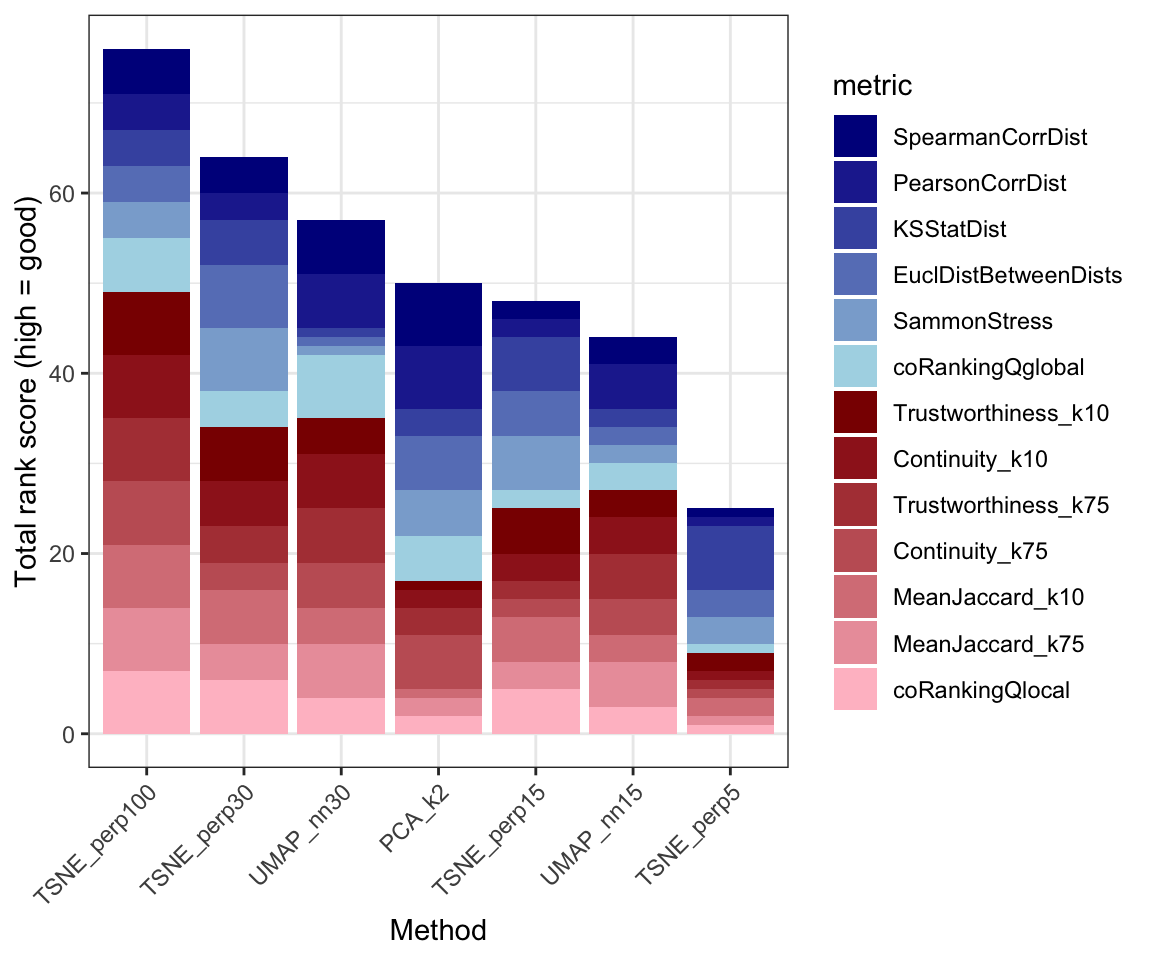 Total rank score (high = good)
60
40
20
0
TSNE_perp100
TSNE_perp30
UMAP_nn30
PCA_k2
TSNE_perp15
UMAP_nn15
TSNE_perp5
Method
metric
SpearmanCorrDist
PearsonCorrDist
KSStatDist
EuclDistBetweenDists
SammonStress
coRankingQglobal
Trustworthiness_k10
Continuity_k10
Trustworthiness_k75
Continuity_k75
MeanJaccard_k10
MeanJaccard_k75
coRankingQlocal